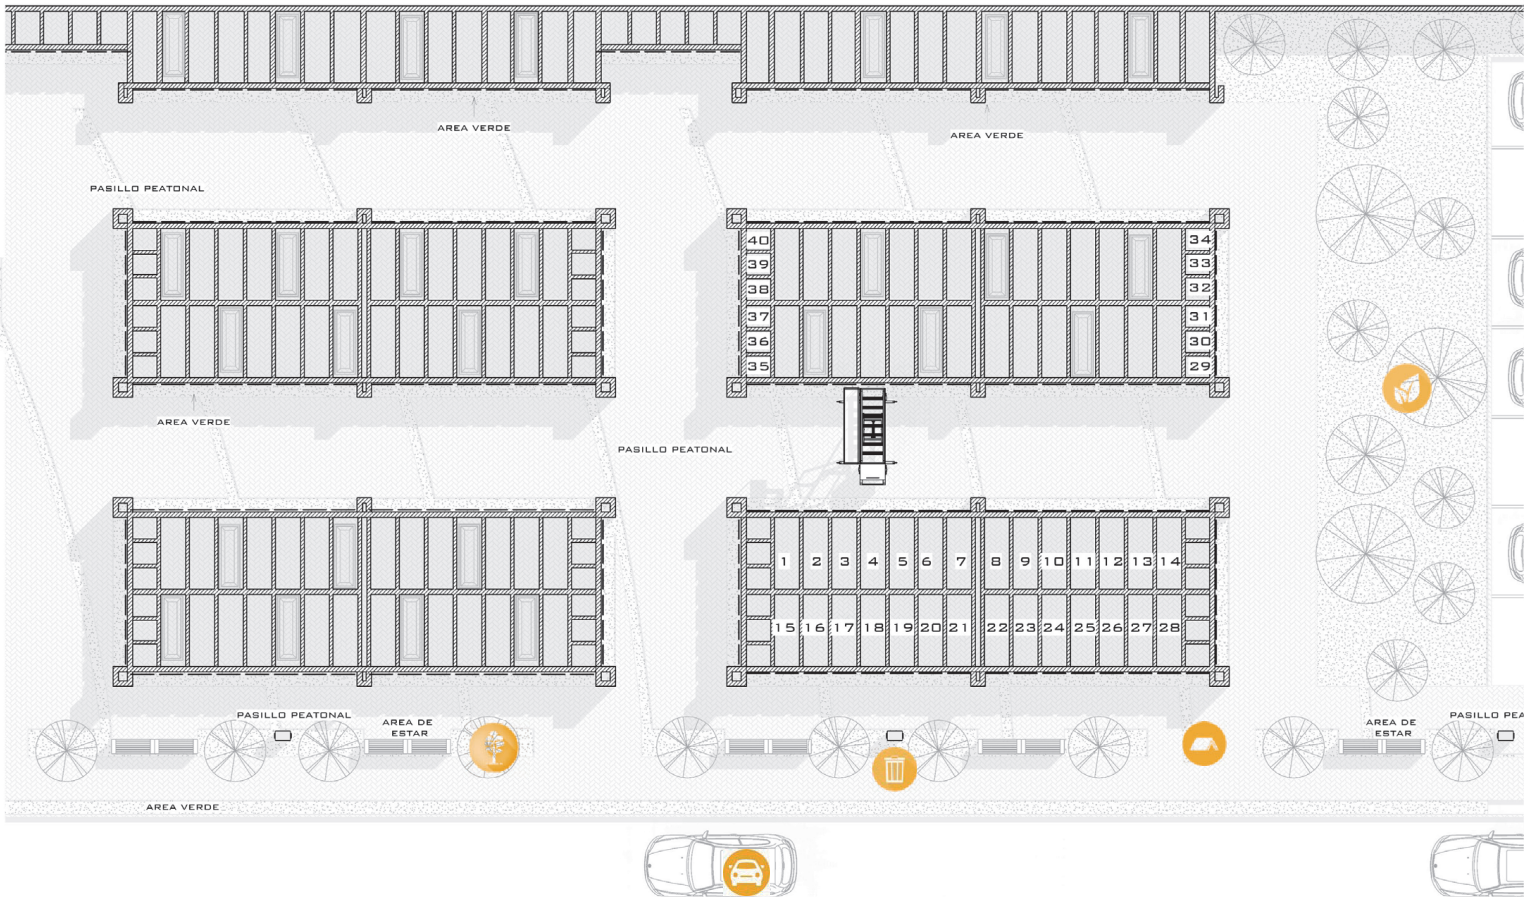 AREA VERDE
AREA VERDE
PASILLO PEATONAL
40
39
38
37
36
35
34
33
32
31
30
29
AREA VERDE
PASILLO PEATONAL
1 2 3 4 5 6 7 8 9 10 11 12 13 14
15 16 17 18 19 20 21 22 23 24 25 26 27 28
PASILLO PEATONAL
AREA DE
ESTAR
AREA DE
ESTAR
PASILLO PEA
AREA VERDE